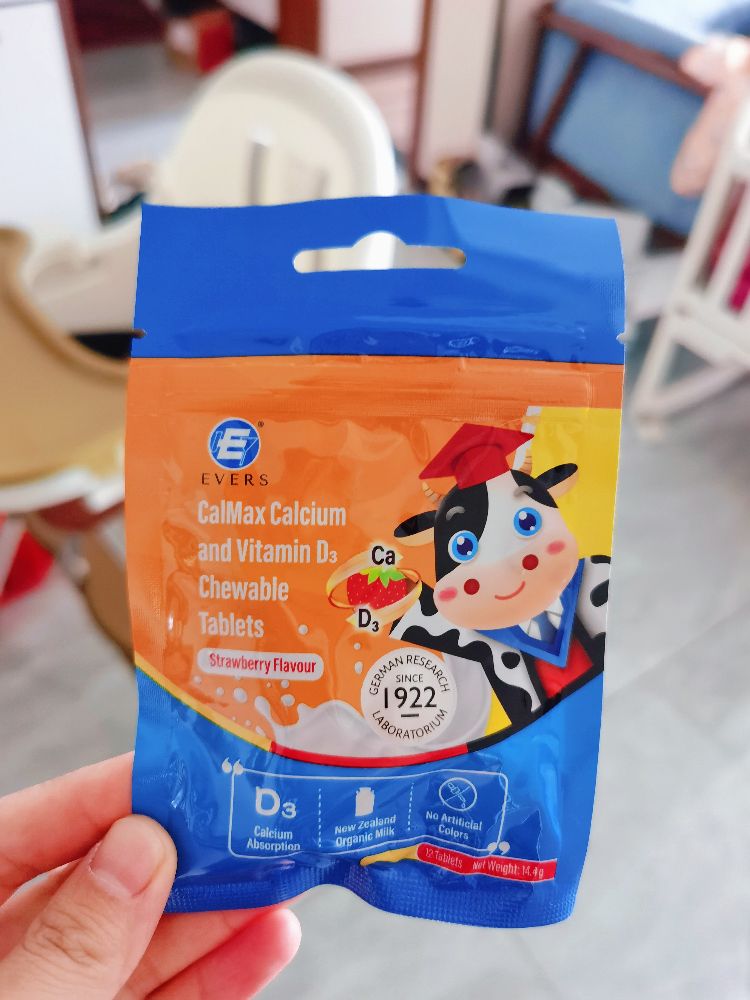 E
®
EVERS
CalMax Calcium
and Vitamin D₃
Chewable
Tablets
Strawberry Flavour
Ca
D₃
GERMAN RESEARCH
SINCE
1922
LABORATORIUM
D₃
Calcium
Absorption
New Zealand
Organic Milk
No Artificial
Colors
12 Tablets Net Weight: 14.4g